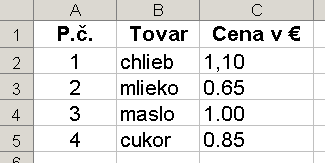 A B C
1 P.č. Tovar Cena v €
2 1 chlieb 1,10
3 2 mlieko 0.65
4 3 maslo 1.00
5 4 cukor 0.85
6